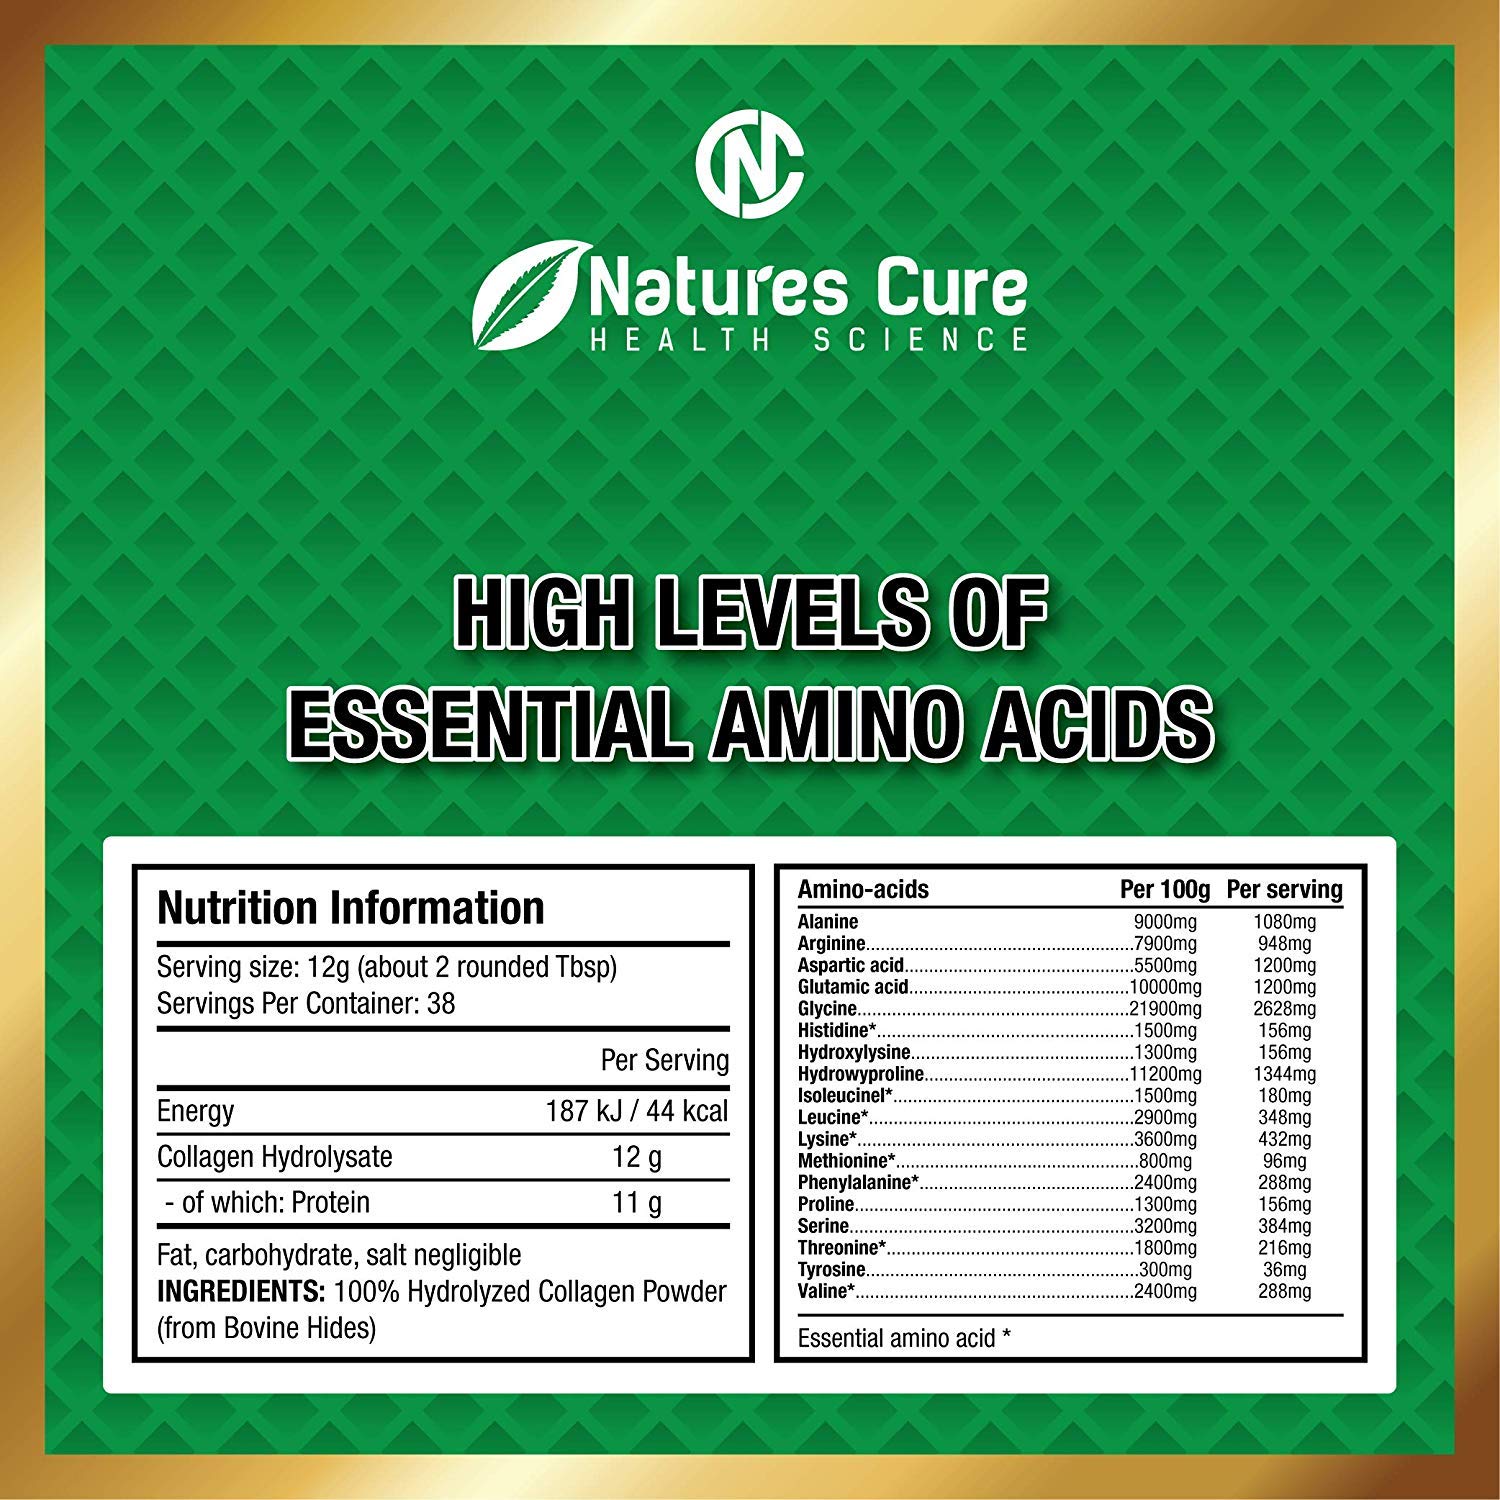 NC
Natures Cure
HEALTH SCIENCE
HIGH LEVELS OF
ESSENTIAL AMINO ACIDS
Nutrition Information
Serving size: 12g (about 2 rounded Tbsp)
Servings Per Container: 38
Per Serving
Energy 187 kJ / 44 kcal
Collagen Hydrolysate 12 g
- of which: Protein 11 g
Fat, carbohydrate, salt negligible
INGREDIENTS: 100% Hydrolyzed Collagen Powder
(from Bovine Hides)
Amino-acids Per 100g Per serving
Alanine 9000mg 1080mg
Arginine 7900mg 948mg
Aspartic acid 5500mg 1200mg
Glutamic acid 10000mg 1200mg
Glycine 21900mg 2628mg
Histidine* 1500mg 156mg
Hydroxylysine 1300mg 156mg
Hydrowyproline 11200mg 1344mg
Isoleucinel* 1500mg 180mg
Leucine* 2900mg 348mg
Lysine* 3600mg 432mg
Methionine* 800mg 96mg
Phenylalanine* 2400mg 288mg
Proline 1300mg 156mg
Serine 3200mg 384mg
Threonine* 1800mg 216mg
Tyrosine 300mg 36mg
Valine* 2400mg 288mg
Essential amino acid *